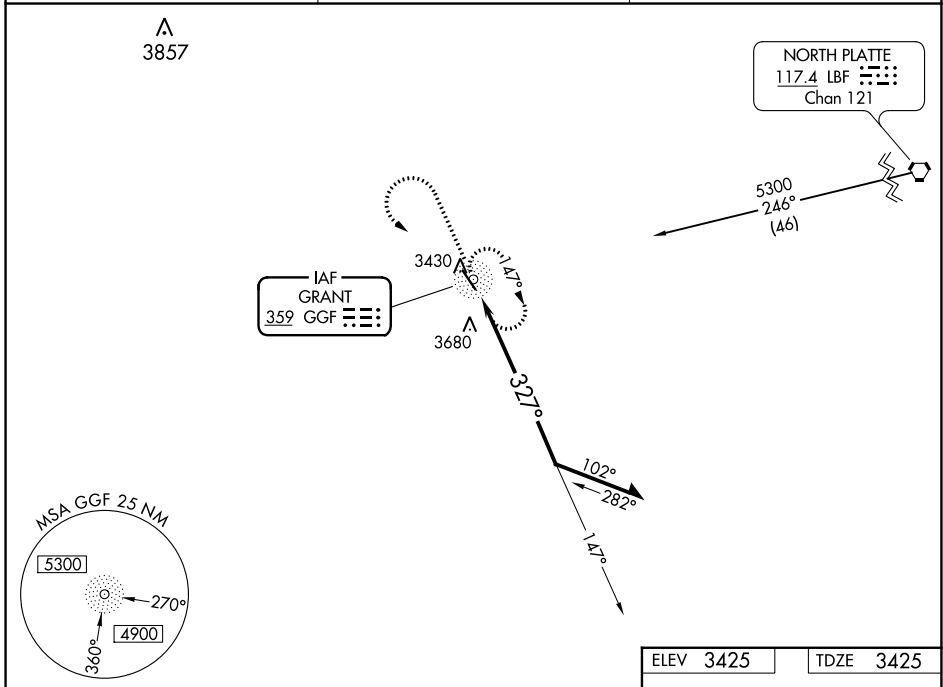 3857
NORTH PLATTE
117.4 LBF
Chan 121
5300
246°
(46)
3430
147°
IAF
GRANT
359 GGF
3680
327°
102°
282°
147°
MSA GGF 25 NM
5300
270°
4900
360°
ELEV 3425
TDZE 3425